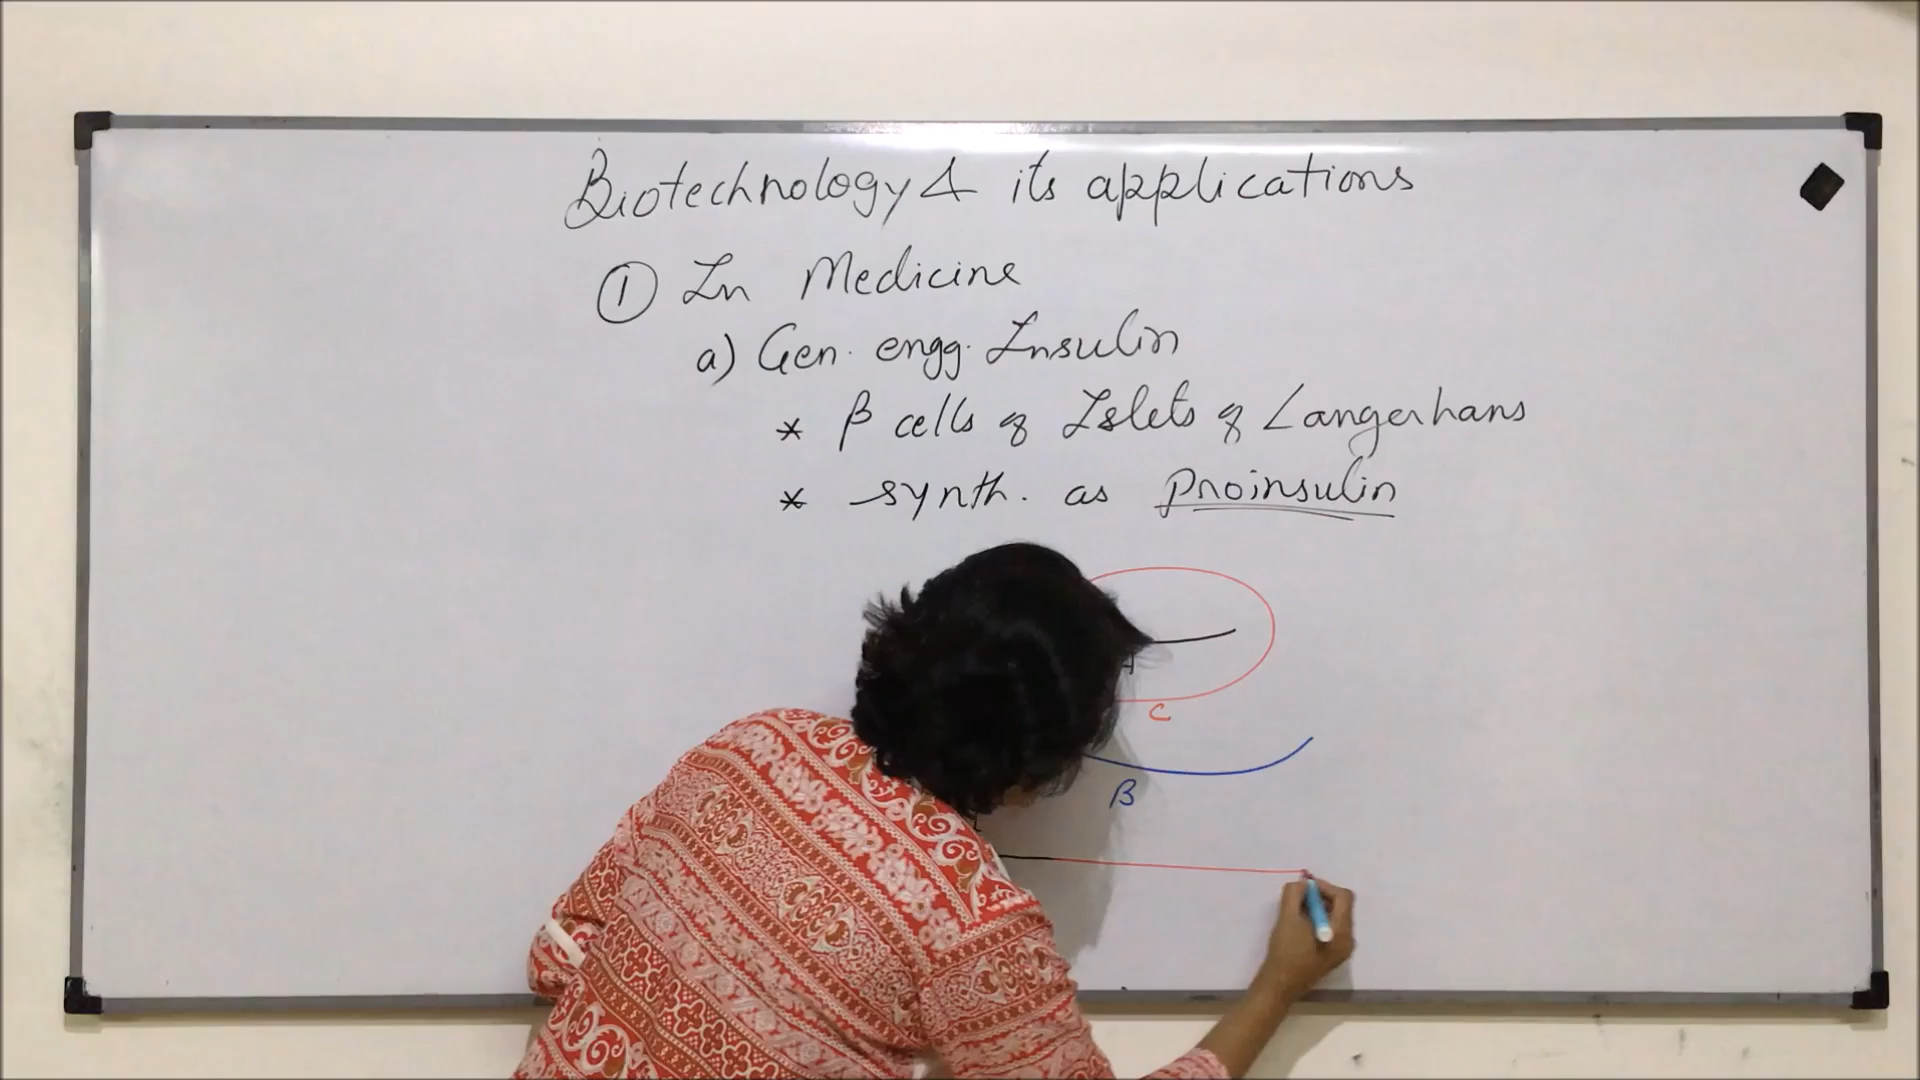 Biotechnology & its applications
① In Medicine
a) Gen. engg. Insulin
* β cells of Islets of Langerhans
* synth. as proinsulin
A
C
B